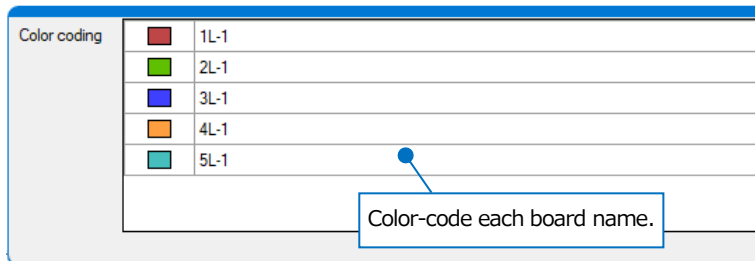 Color coding
1L-1
2L-1
3L-1
4L-1
5L-1
Color-code each board name.